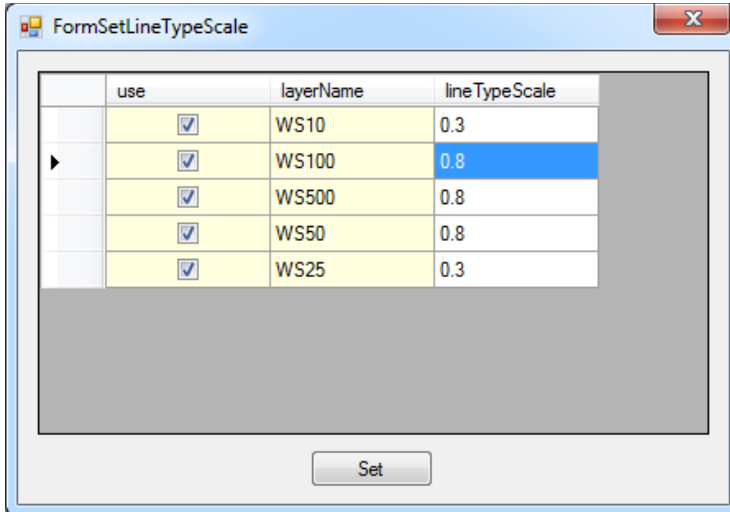 FormSetLineTypeScale
use layerName lineTypeScale
WS10 0.3
WS100 0.8
WS500 0.8
WS50 0.8
WS25 0.3
Set